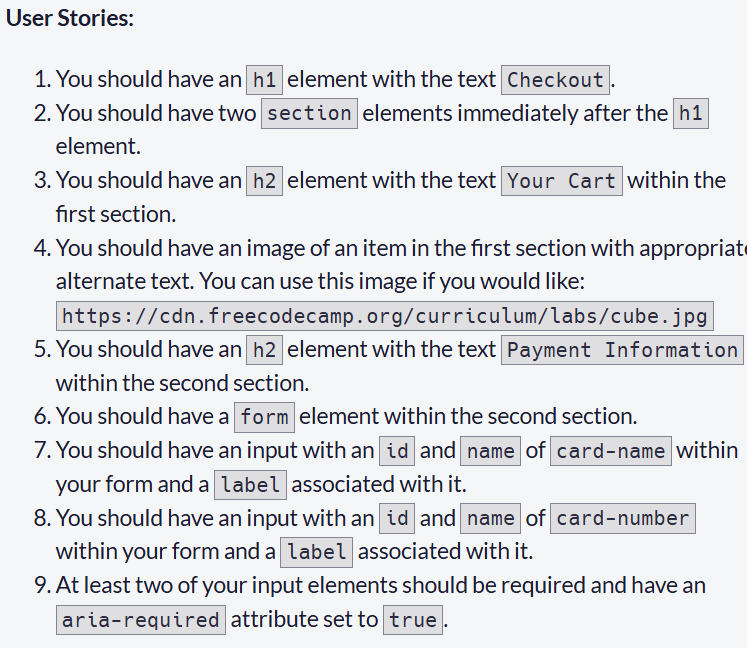 User Stories:
1. You should have an h1 element with the text Checkout.
2. You should have two section elements immediately after the h1
element.
3. You should have an h2 element with the text Your Cart within the
first section.
4. You should have an image of an item in the first section with appropriate
alternate text. You can use this image if you would like:
https://cdn.freecodecamp.org/curriculum/labs/cube.jpg
5. You should have an h2 element with the text Payment Information
within the second section.
6. You should have a form element within the second section.
7. You should have an input with an id and name of card-name within
your form and a label associated with it.
8. You should have an input with an id and name of card-number
within your form and a label associated with it.
9. At least two of your input elements should be required and have an
aria-required attribute set to true.